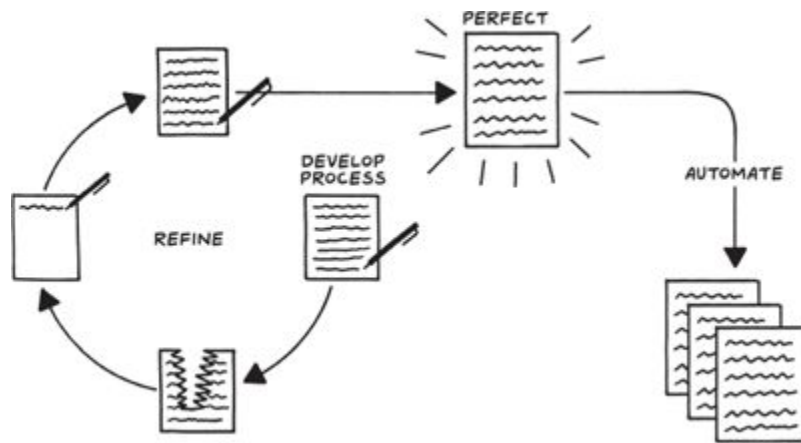 PERFECT
DEVELOP
PROCESS
AUTOMATE
REFINE